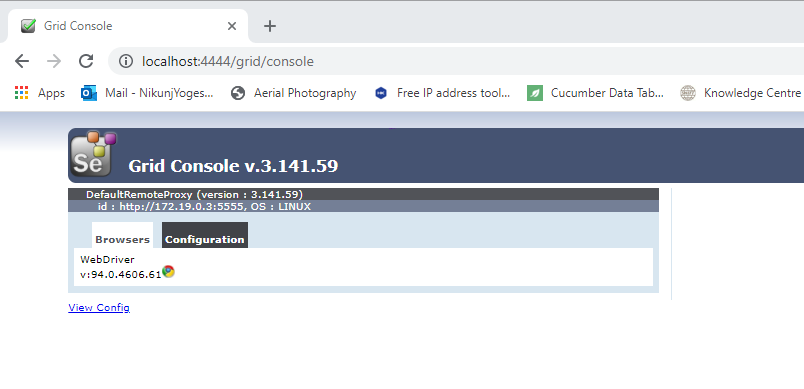 Grid Console
localhost:4444/grid/console
Apps Mail - NikunjYoges... Aerial Photography Free IP address tool... Cucumber Data Tab... Knowledge Centre
Se Grid Console v.3.141.59
DefaultRemoteProxy (version : 3.141.59)
id : http://172.19.0.3:5555, OS : LINUX
Browsers Configuration
WebDriver
v:94.0.4606.61
View Config